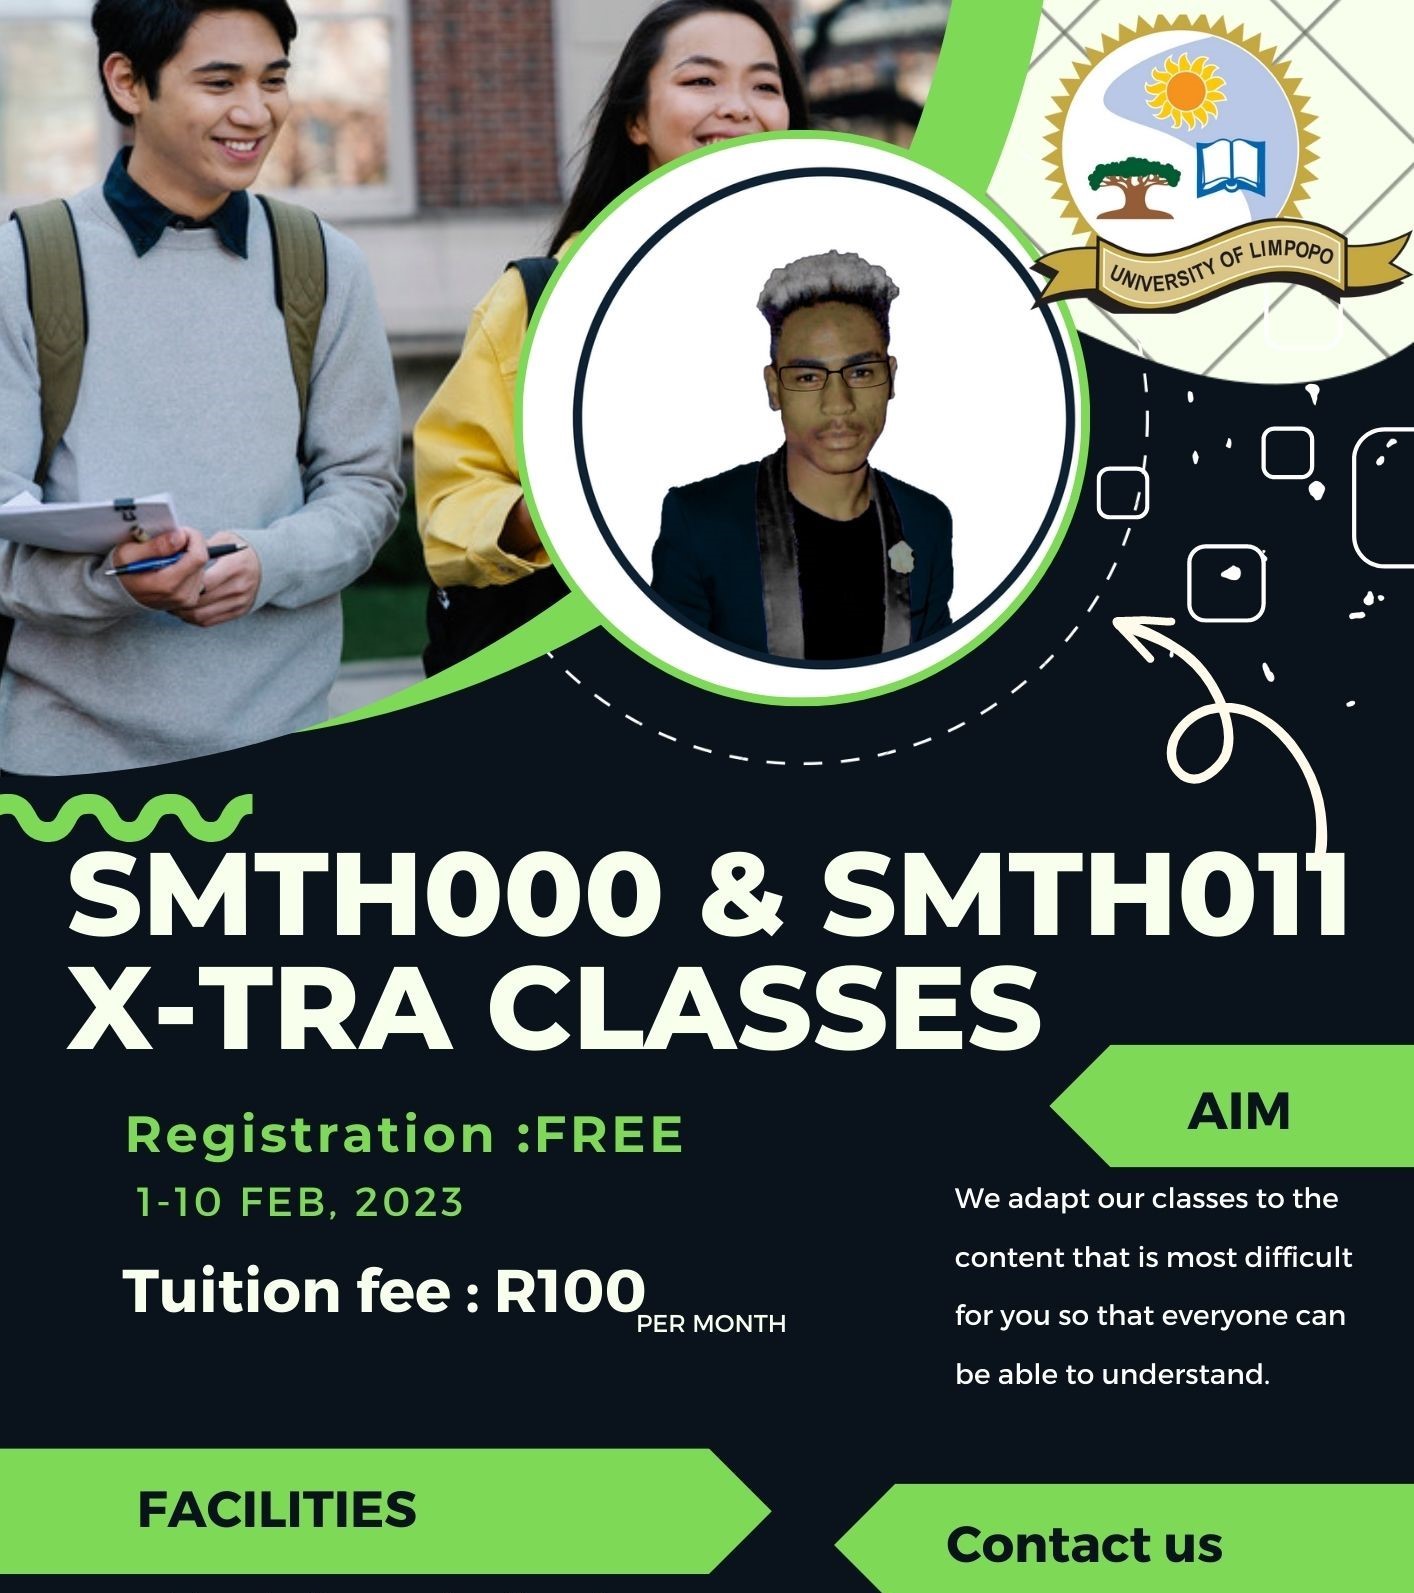 UNIVERSITY OF LIMPOPO
SMTH000 & SMTH011
X-TRA CLASSES
AIM
Registration :FREE
1-10 FEB, 2023
We adapt our classes to the
content that is most difficult
for you so that everyone can
be able to understand.
Tuition fee : R100
PER MONTH
FACILITIES
Contact us